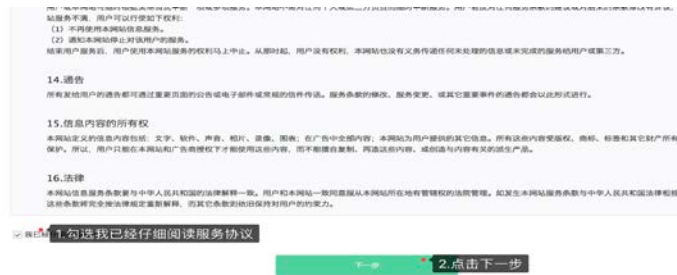 站服务不满，用户可以行使如下权利：
（1）不再使用本网站信息服务。
（2）通知本网站停止对该用户的服务。
结束用户服务后，用户使用本网站服务的权利马上中止。从那时起，用户没有权利，本网站也没有义务传递任何未处理的信息或未完成的服务给用户或第三方。
14.通告
所有发给用户的通告都可通过重要页面的公告或电子邮件或常规的信件传送。服务条款的修改、服务变更、或其它重要事件的通告都会以此形式进行。
15.信息内容的所有权
本网站定义的信息内容包括：文字、软件、声音、相片、录像、图表；在广告中全部内容；本网站为用户提供的其它信息。所有这些内容受版权、商标、标签和其它财产所有
保护。所以，用户只能在本网站和广告商授权下才能使用这些内容，而不能擅自复制、再造这些内容、或创造与内容有关的派生产品。
16.法律
本网站信息服务条款要与中华人民共和国的法律解释一致。用户和本网站一致同意服从本网站所在地有管辖权的法院管理。如发生本网站服务条款与中华人民共和国法律相
这些条款将完全按法律规定重新解释，而其它条款则依旧保持对用户的约束力。
我已
1.勾选我已经仔细阅读服务协议
下一步
2.点击下一步